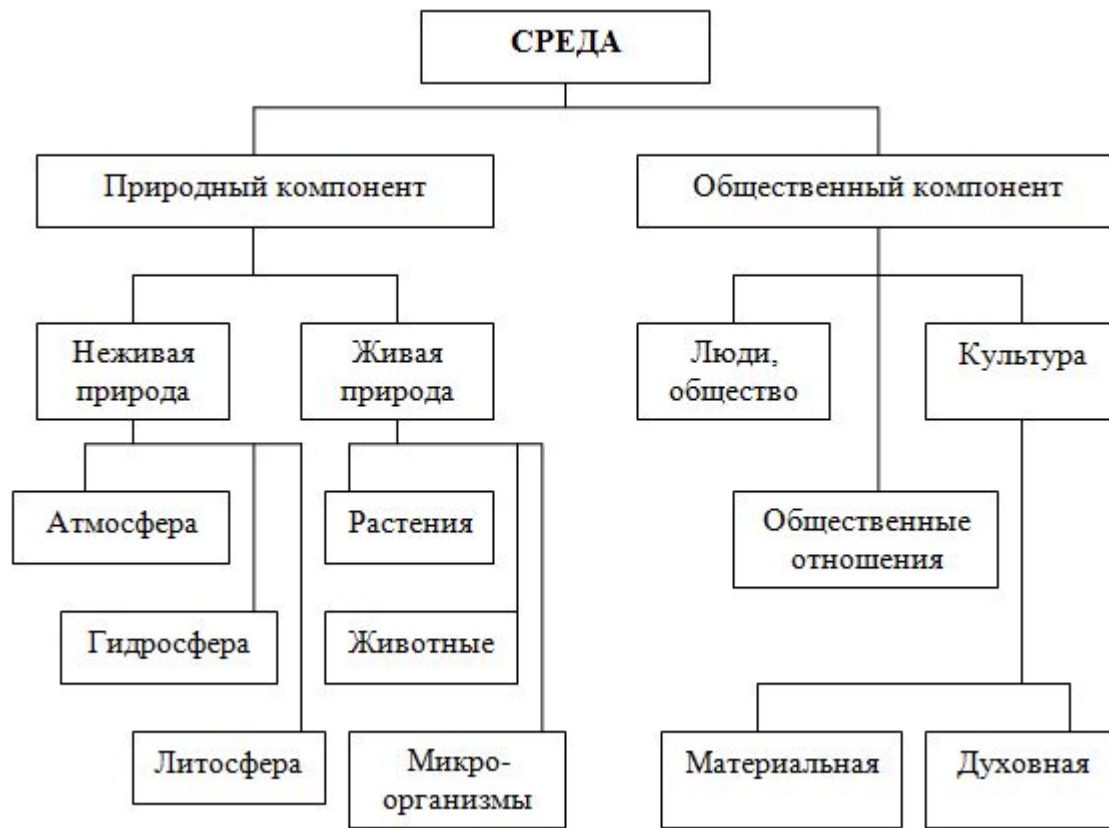 СРЕДА
Природный компонент
Общественный компонент
Неживая
природа
Живая
природа
Люди,
общество
Культура
Атмосфера
Растения
Общественные
отношения
Гидросфера
Животные
Литосфера
Микро-
организмы
Материальная
Духовная